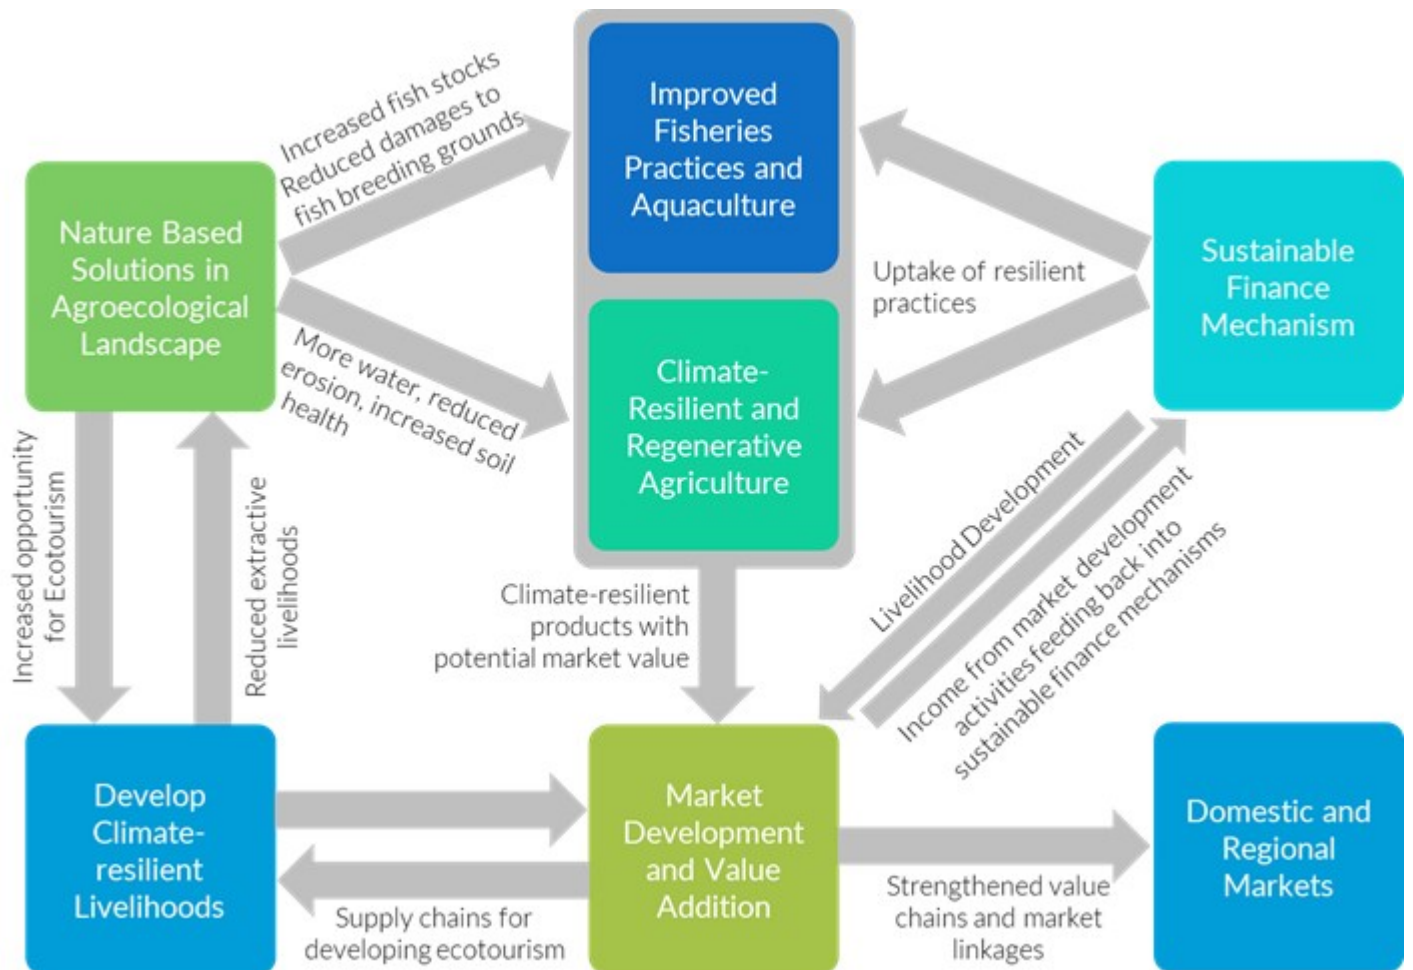 Increased fish stocks
Reduced damages to
fish breeding grounds
Improved
Fisheries
Practices and
Aquaculture
Nature Based
Solutions in
Agroecological
Landscape
Sustainable
Finance
Mechanism
Uptake of resilient
practices
More water, reduced
erosion, increased soil
health
Climate-
Resilient and
Regenerative
Agriculture
Increased opportunity
for Ecotourism
Reduced extractive
livelihoods
Climate-resilient
products with
potential market value
Livelihood Development
Income from market development
activities feeding back into
sustainable finance mechanisms
Develop
Climate-
resilient
Livelihoods
Market
Development
and Value
Addition
Domestic and
Regional
Markets
Supply chains for
developing ecotourism
Strengthened value
chains and market
linkages